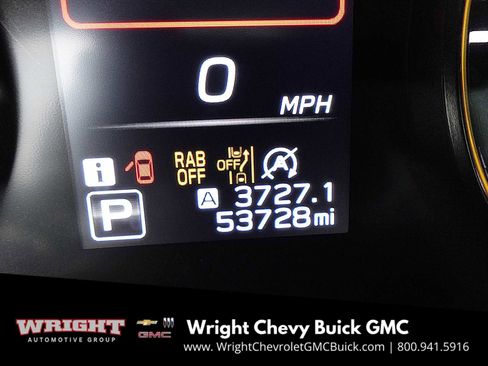 0
MPH
RAB
OFF
OFF
A
i
A 3727.1
P
53728mi
WRIGHT
AUTOMOTIVE GROUP
GMC
Wright Chevy Buick GMC
www. WrightChevroletGMCBuick.com | 800.941.5916